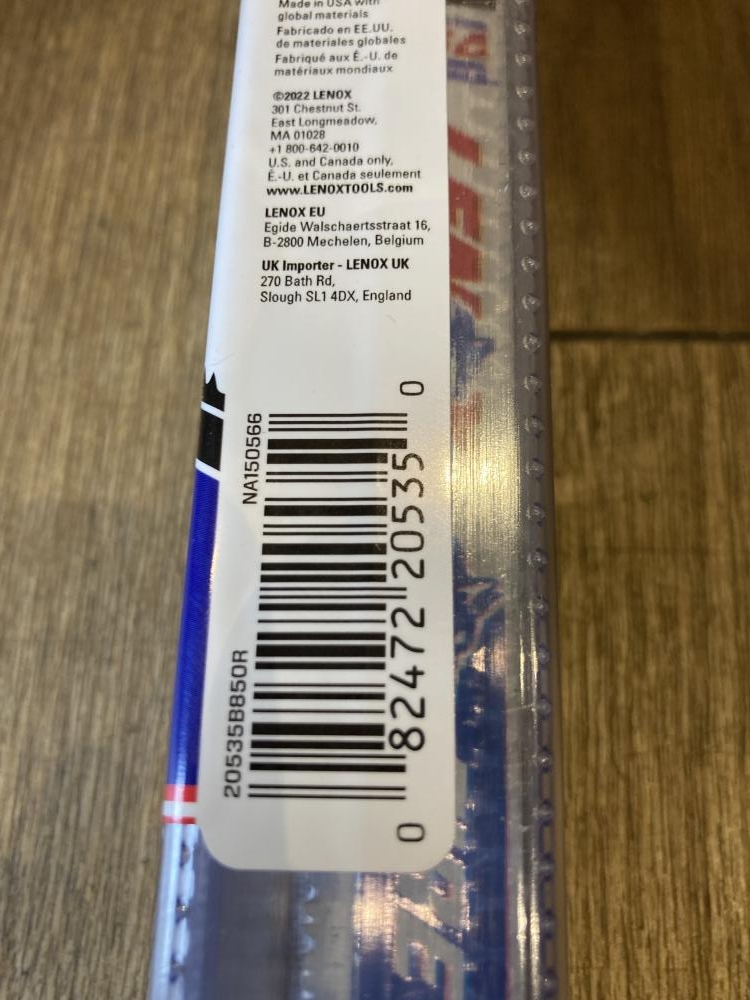 Made in USA with
global materials
Fabricado en EE.UU.
de materiales globales
Fabriqué aux É.-U. de
matériaux mondiaux
©2022 LENOX
301 Chestnut St.
East Longmeadow,
MA 01028
+1 800-642-0010
U.S. and Canada only,
É.-U. et Canada seulement
www.LENOXTOOLS.com
LENOX EU
Egide Walschaertsstraat 16,
B-2800 Mechelen, Belgium
UK Importer - LENOX UK
270 Bath Rd,
Slough SL1 4DX, England
NA150566
20535B850R
0 82472 20535 0